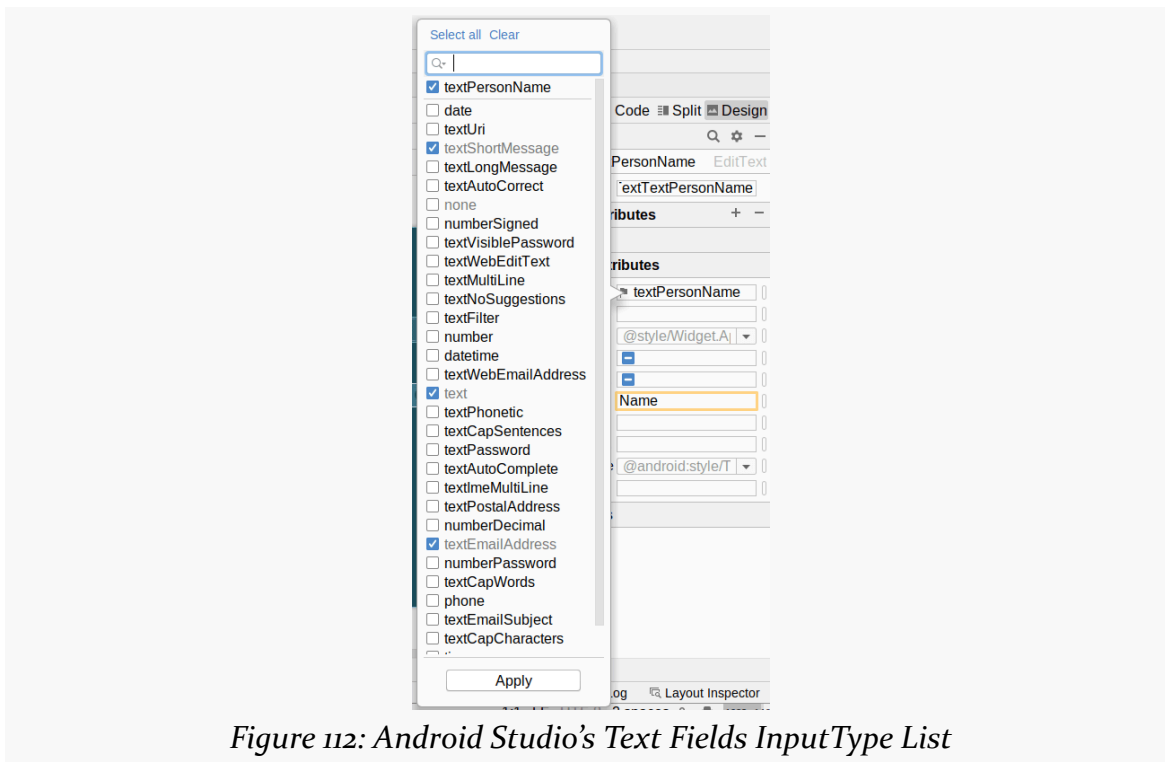 Select all Clear
textPersonName
date
textUri
textShortMessage
textLongMessage
textAutoCorrect
none
numberSigned
textVisiblePassword
textWebEditText
textMultiLine
textNoSuggestions
textFilter
number
datetime
textWebEmailAddress
text
textPhonetic
textCapSentences
textPassword
textAutoComplete
textImeMultiLine
textPostalAddress
numberDecimal
textEmailAddress
numberPassword
textCapWords
phone
textEmailSubject
textCapCharacters
Apply
Code Split Design
PersonName EditText
extTextPersonName
ributes
ributes
textPersonName
@style/Widget.A
Name
@android:style/T
og Layout Inspector
Figure 112: Android Studio's Text Fields InputType List